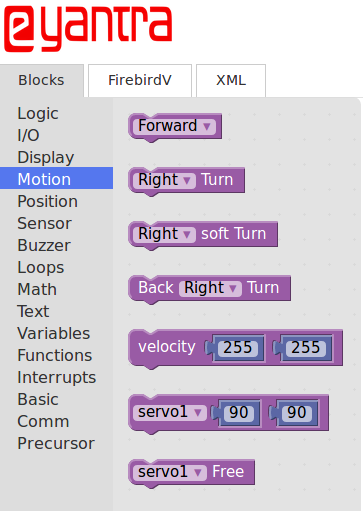 eyantra
Blocks
FirebirdV
XML
Logic
I/O
Display
Motion
Position
Sensor
Buzzer
Loops
Math
Text
Variables
Functions
Interrupts
Basic
Comm
Precursor
Forward
Right Turn
Right soft Turn
Back Right Turn
velocity 255 255
servo1 90 90
servo1 Free